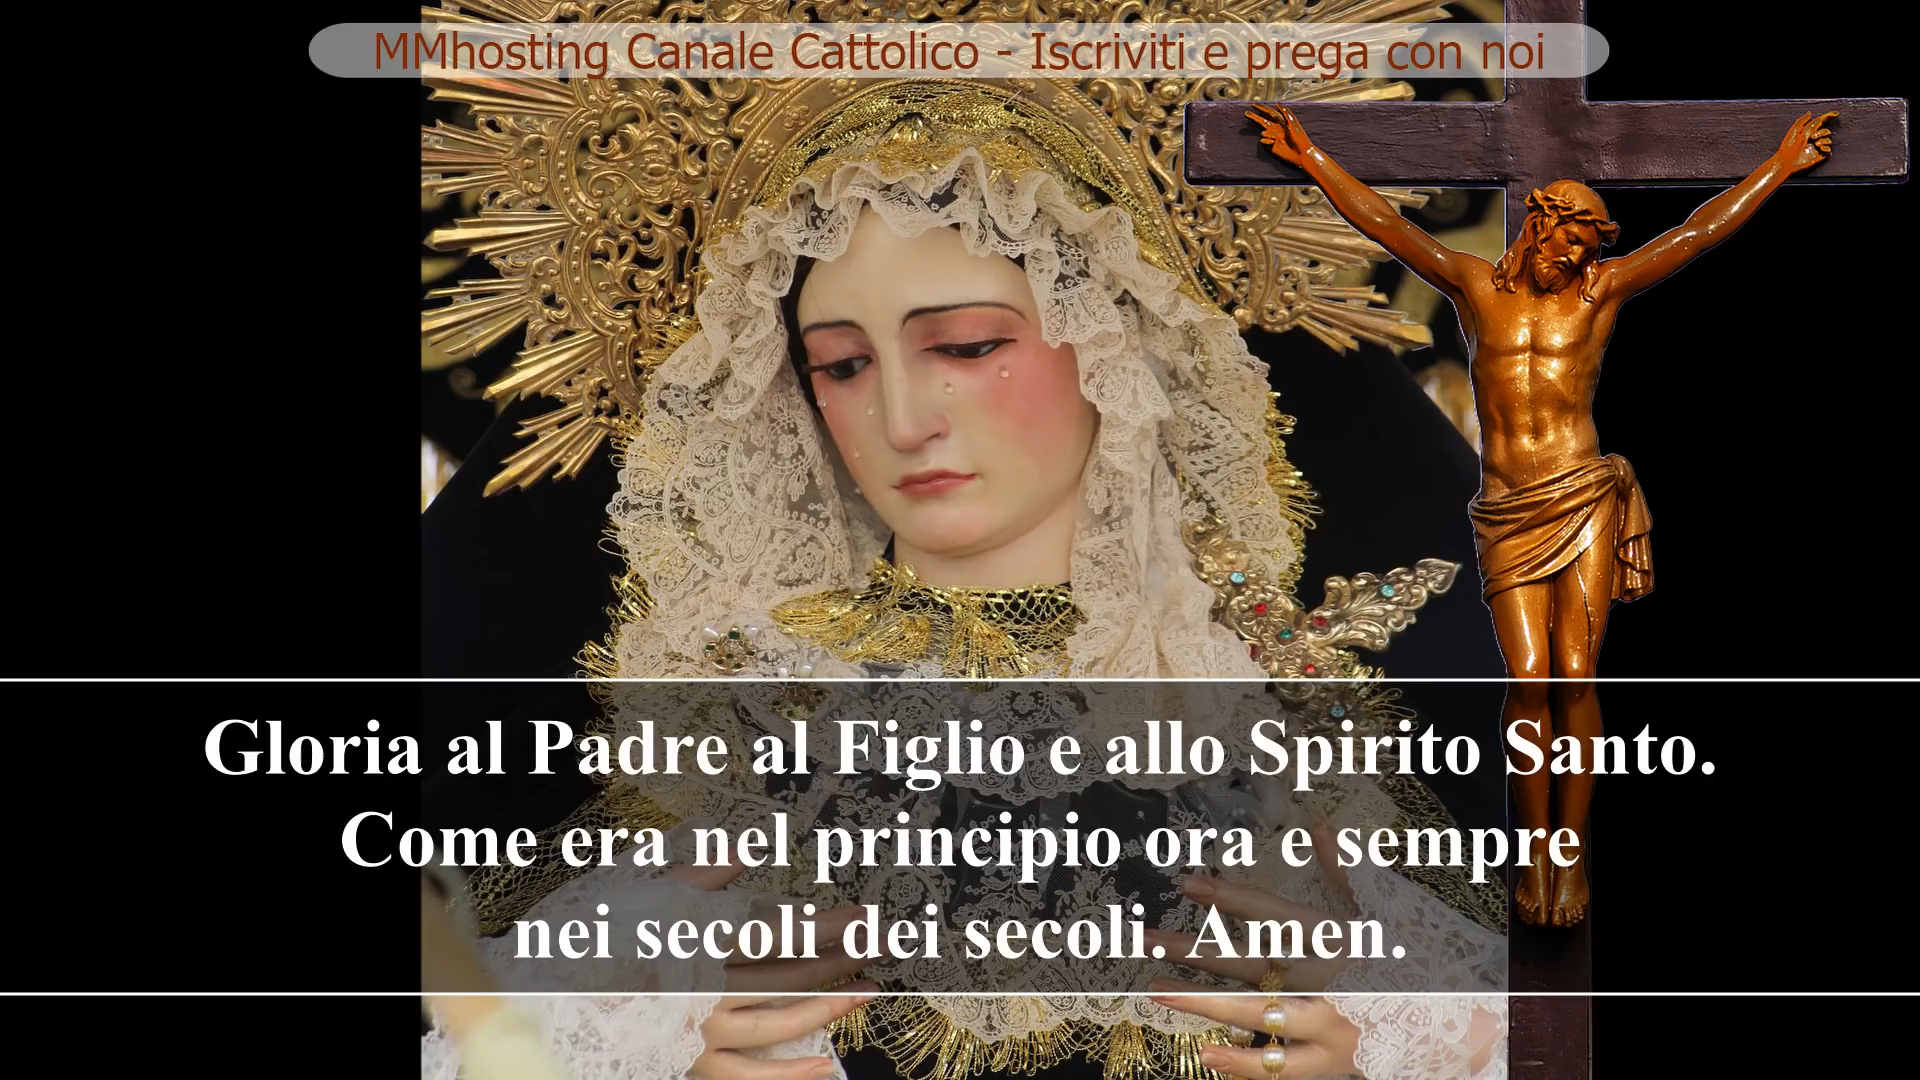 MMhosting Canale Cattolico - Iscriviti e prega con noi
Gloria al Padre al Figlio e allo Spirito Santo.
Come era nel principio ora e sempre
nei secoli dei secoli. Amen.